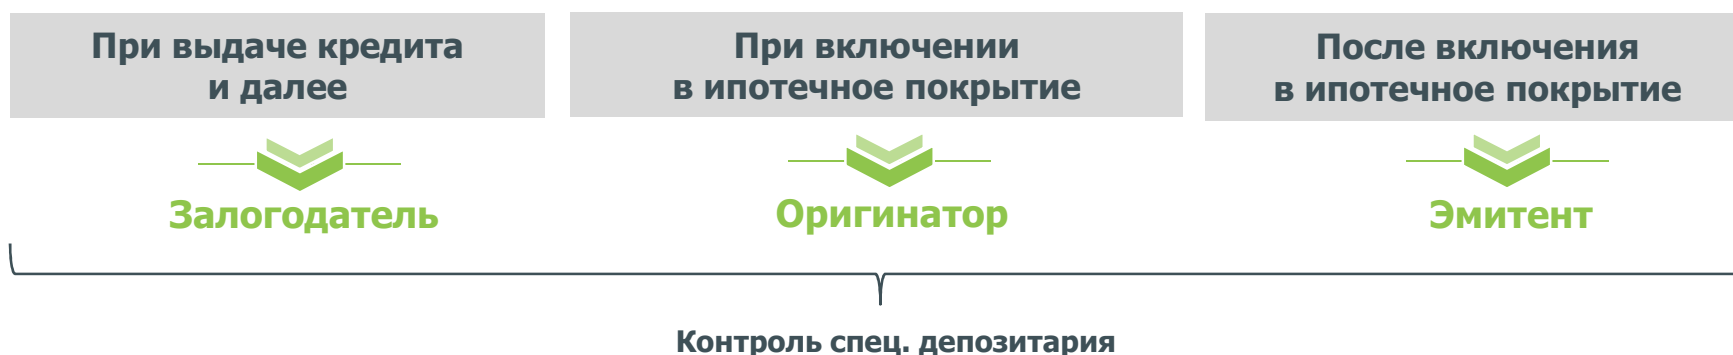 При выдаче кредита
и далее
При включении
в ипотечное покрытие
После включения
в ипотечное покрытие
Залогодатель
Оригинатор
Эмитент
Контроль спец. депозитария